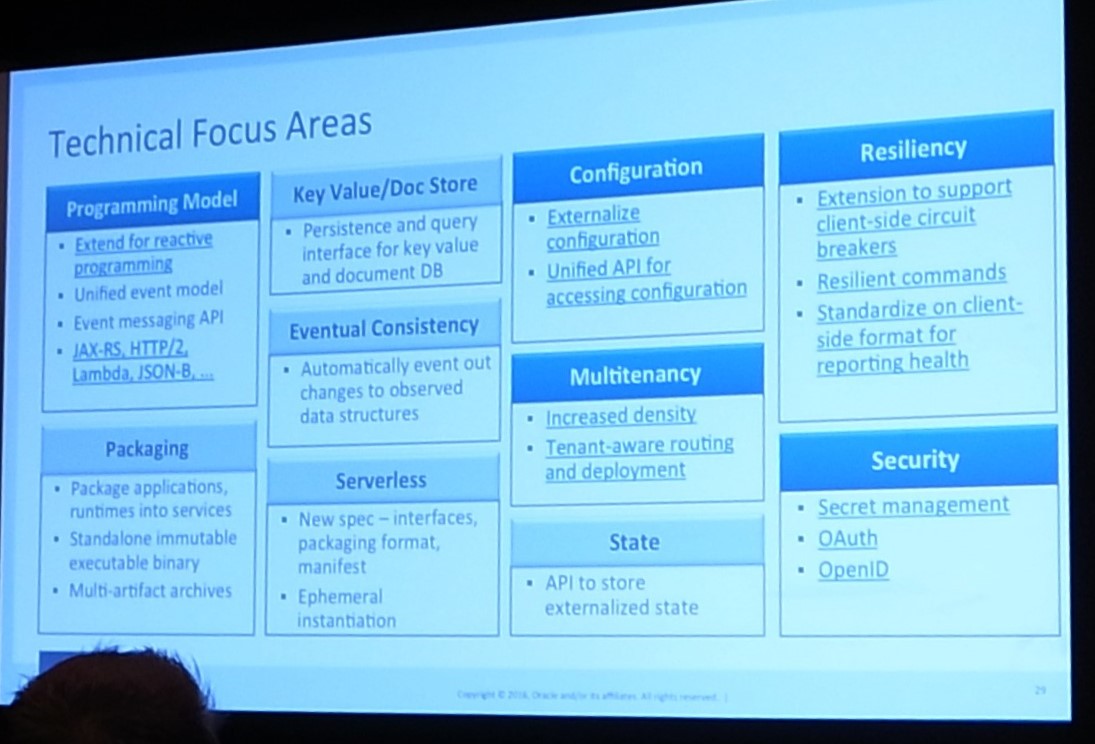 Technical Focus Areas
Programming Model
▪ Extend for reactive
programming
▪ Unified event model
▪ Event messaging API
▪ JAX-RS, HTTP/2,
Lambda, JSON-B, ...
Packaging
▪ Package applications,
runtimes into services
▪ Standalone immutable
executable binary
▪ Multi-artifact archives
Key Value/Doc Store
▪ Persistence and query
interface for key value
and document DB
Eventual Consistency
▪ Automatically event out
changes to observed
data structures
Serverless
▪ New spec – interfaces,
packaging format,
manifest
▪ Ephemeral
instantiation
Configuration
▪ Externalize
configuration
▪ Unified API for
accessing configuration
Multitenancy
▪ Increased density
▪ Tenant-aware routing
and deployment
State
▪ API to store
externalized state
Resiliency
▪ Extension to support
client-side circuit
breakers
▪ Resilient commands
▪ Standardize on client-
side format for
reporting health
Security
▪ Secret management
▪ OAuth
▪ OpenID
Copyright © 2016, Oracle and/or its affiliates. All rights reserved. |
29